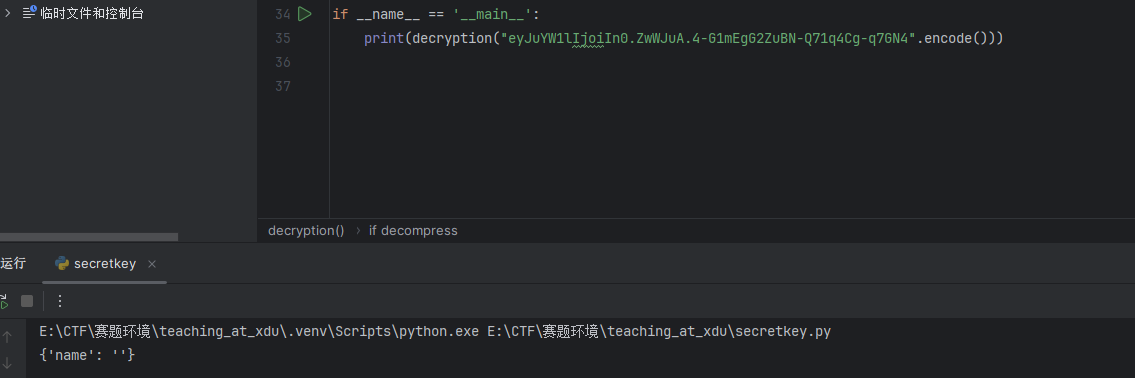 临时文件和控制台
34 if __name__ == '__main__':
35 print(decryption("eyJuYW1lIjoiIn0.ZwWJuA.4-G1mEgG2ZuBN-Q71q4Cg-q7GN4".encode()))
36
37
decryption() › if decompress
运行 secretkey ×
E:\CTF\赛题环境\teaching_at_xdu\.venv\Scripts\python.exe E:\CTF\赛题环境\teaching_at_xdu\secretkey.py
{'name': ''}